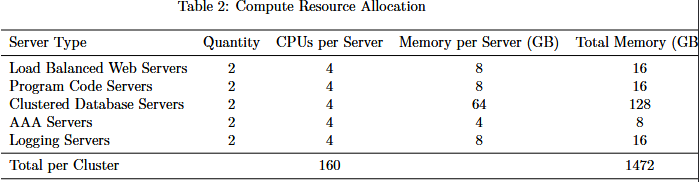 Table 2: Compute Resource Allocation
Server Type Quantity CPUs per Server Memory per Server (GB) Total Memory (GB
Load Balanced Web Servers 2 4 8 16
Program Code Servers 2 4 8 16
Clustered Database Servers 2 4 64 128
AAA Servers 2 4 4 8
Logging Servers 2 4 8 16
Total per Cluster 160 1472